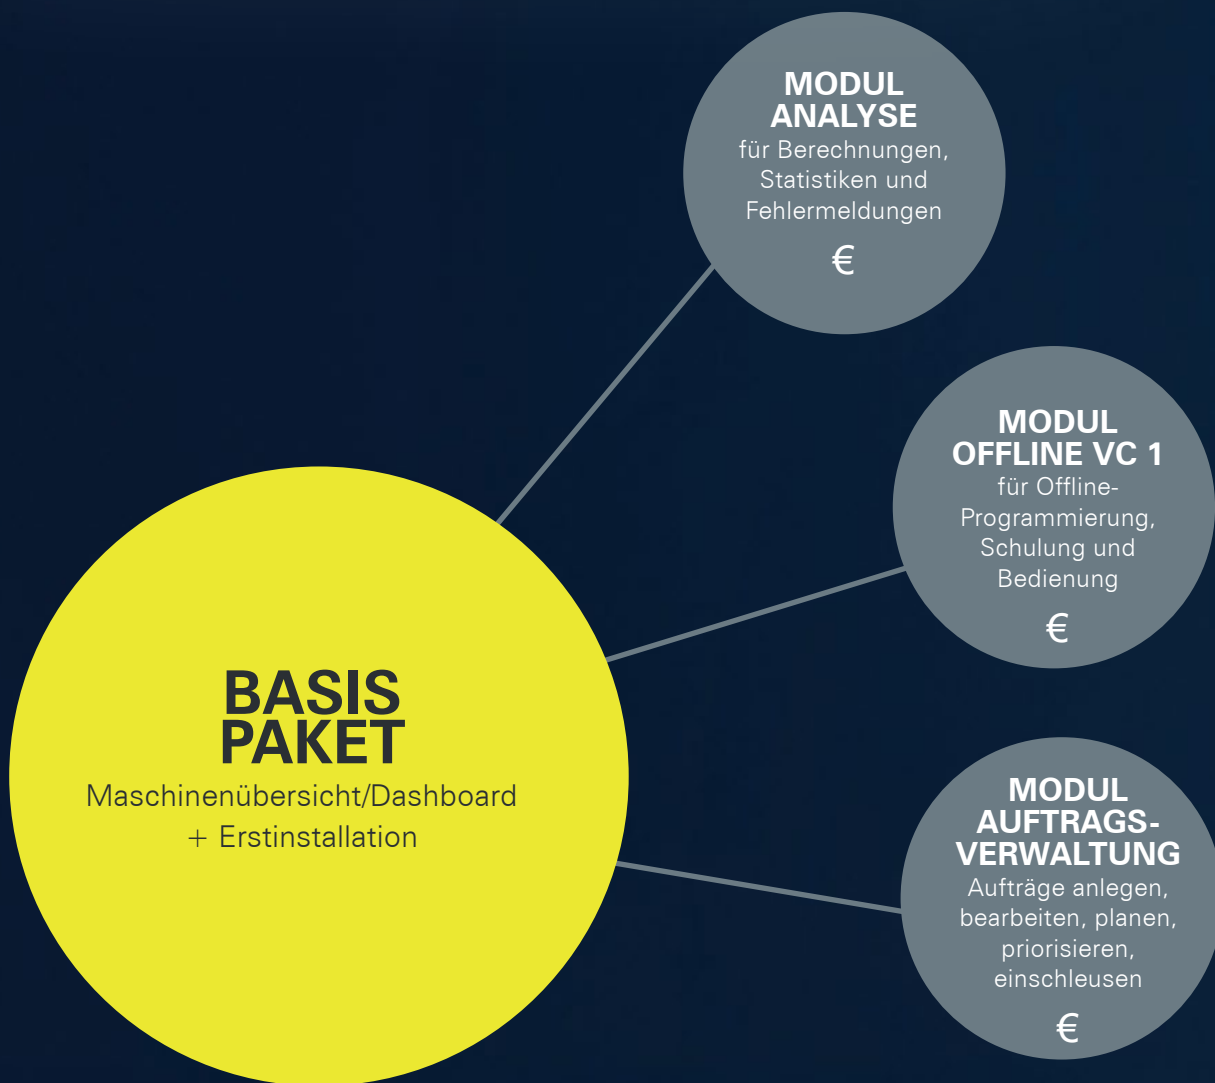 MODUL
ANALYSE
für Berechnungen,
Statistiken und
Fehlermeldungen
€
MODUL
OFFLINE VC 1
für Offline-
Programmierung,
Schulung und
Bedienung
€
BASIS
PAKET
Maschinenübersicht/Dashboard
+ Erstinstallation
MODUL
AUFTRAGS-
VERWALTUNG
Aufträge anlegen,
bearbeiten, planen,
priorisieren,
einschleusen
€